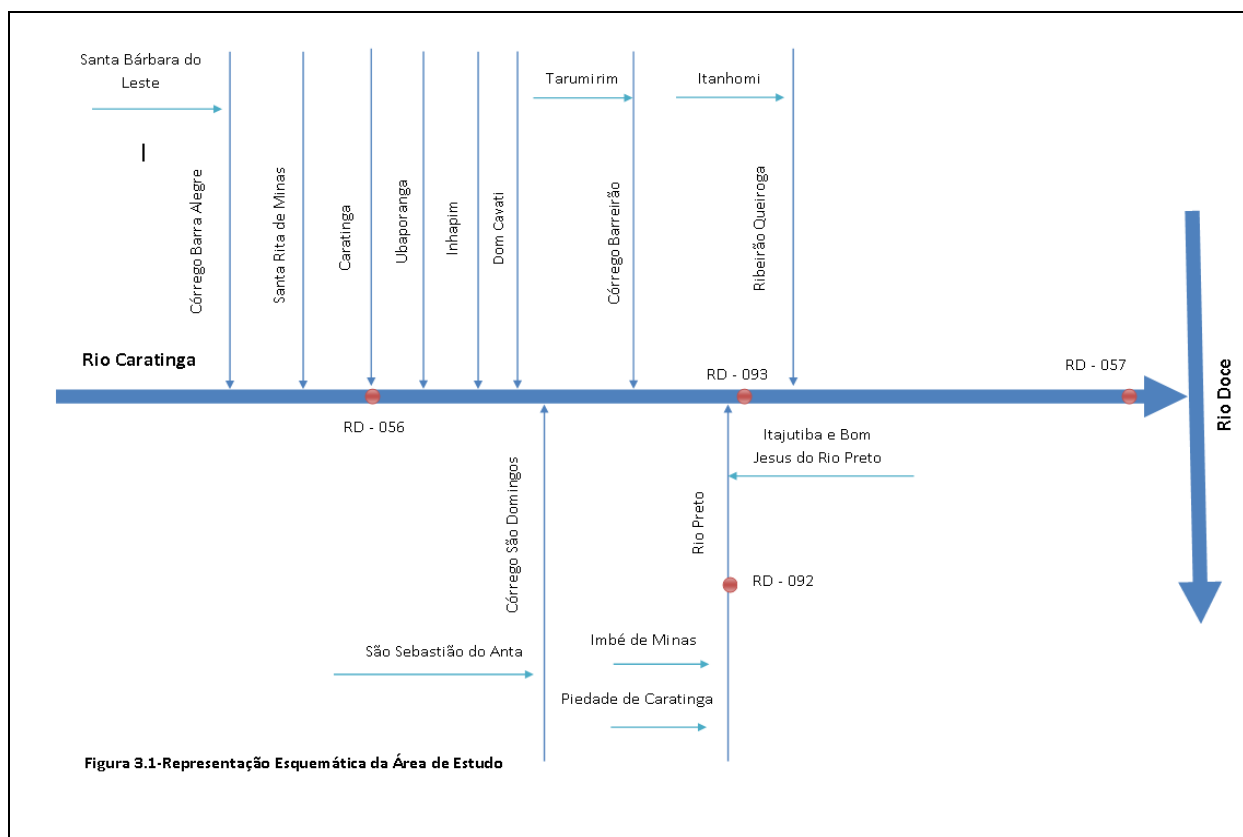 Santa Bárbara do
Leste
Tarumirim
Itanhomi
Córrego Barra Alegre
Santa Rita de Minas
Caratinga
Ubaporanga
Inhapim
Dom Cavati
Córrego Barreirão
Ribeirão Queiroga
Rio Caratinga
RD - 093
RD - 057
RD - 056
Rio Doce
Itajutiba e Bom
Jesus do Rio Preto
Córrego São Domingos
Rio Preto
RD - 092
São Sebastião do Anta
Imbé de Minas
Piedade de Caratinga
Figura 3.1-Representação Esquemática da Área de Estudo